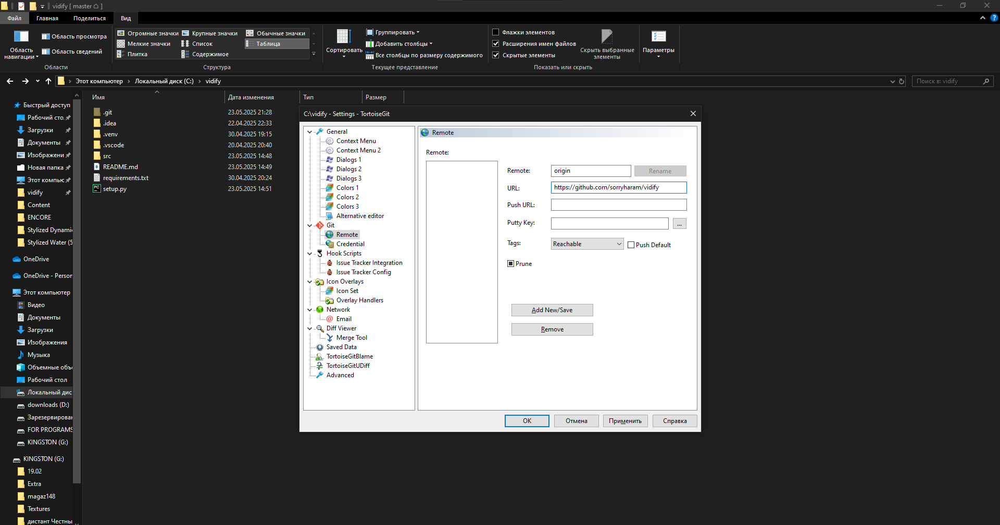 vidify [ master ⌂ ]
Файл Главная Поделиться Вид
Область навигации
Область просмотра
Область сведений
Области
Огромные значки Крупные значки Обычные значки
Мелкие значки Список Таблица
Плитка Содержимое
Структура
Сортировать
Группировать
Добавить столбцы
Все столбцы по размеру содержимого
Текущее представление
Флажки элементов
Расширения имен файлов
Скрытые элементы
Скрыть выбранные элементы
Показать или скрыть
Параметры
Этот компьютер > Локальный диск (C:) > vidify
Поиск в: vidify
Быстрый доступ
Рабочий сто.
Загрузки
Документы
Изображени
Новая папка
Этот компьк
vidify
Content
ENCORE
Stylized Dynami
Stylized Water (5
OneDrive
OneDrive - Person
Этот компьютер
Видео
Документы
Загрузки
Изображения
Музыка
Объемные объе
Рабочий стол
Локальный дис
downloads (D:)
Зарезервирован
FOR PROGRAMS
KINGSTON (G:)
KINGSTON (G:)
19.02
Extra
magaz148
Textures
дистант Честны
Имя Дата изменения Тип Размер
.git 23.05.2025 21:28
.idea 22.04.2025 22:33
.venv 30.04.2025 19:15
.vscode 20.04.2025 20:40
src 23.05.2025 14:48
README.md 23.05.2025 14:49
requirements.txt 30.04.2025 20:24
setup.py 23.05.2025 14:51
C:\vidify - Settings - TortoiseGit
General
Context Menu
Context Menu 2
Dialogs 1
Dialogs 2
Dialogs 3
Colors 1
Colors 2
Colors 3
Alternative editor
Git
Remote
Credential
Hook Scripts
Issue Tracker Integration
Issue Tracker Config
Icon Overlays
Icon Set
Overlay Handlers
Network
Email
Diff Viewer
Merge Tool
Saved Data
TortoiseGitBlame
TortoiseGitUDiff
Advanced
Remote
Remote:
Remote: origin Rename
URL: https://github.com/sorryharam/vidify
Push URL:
Putty Key: ...
Tags: Reachable Push Default
Prune
Add New/Save
Remove
OK Отмена Применить Справка